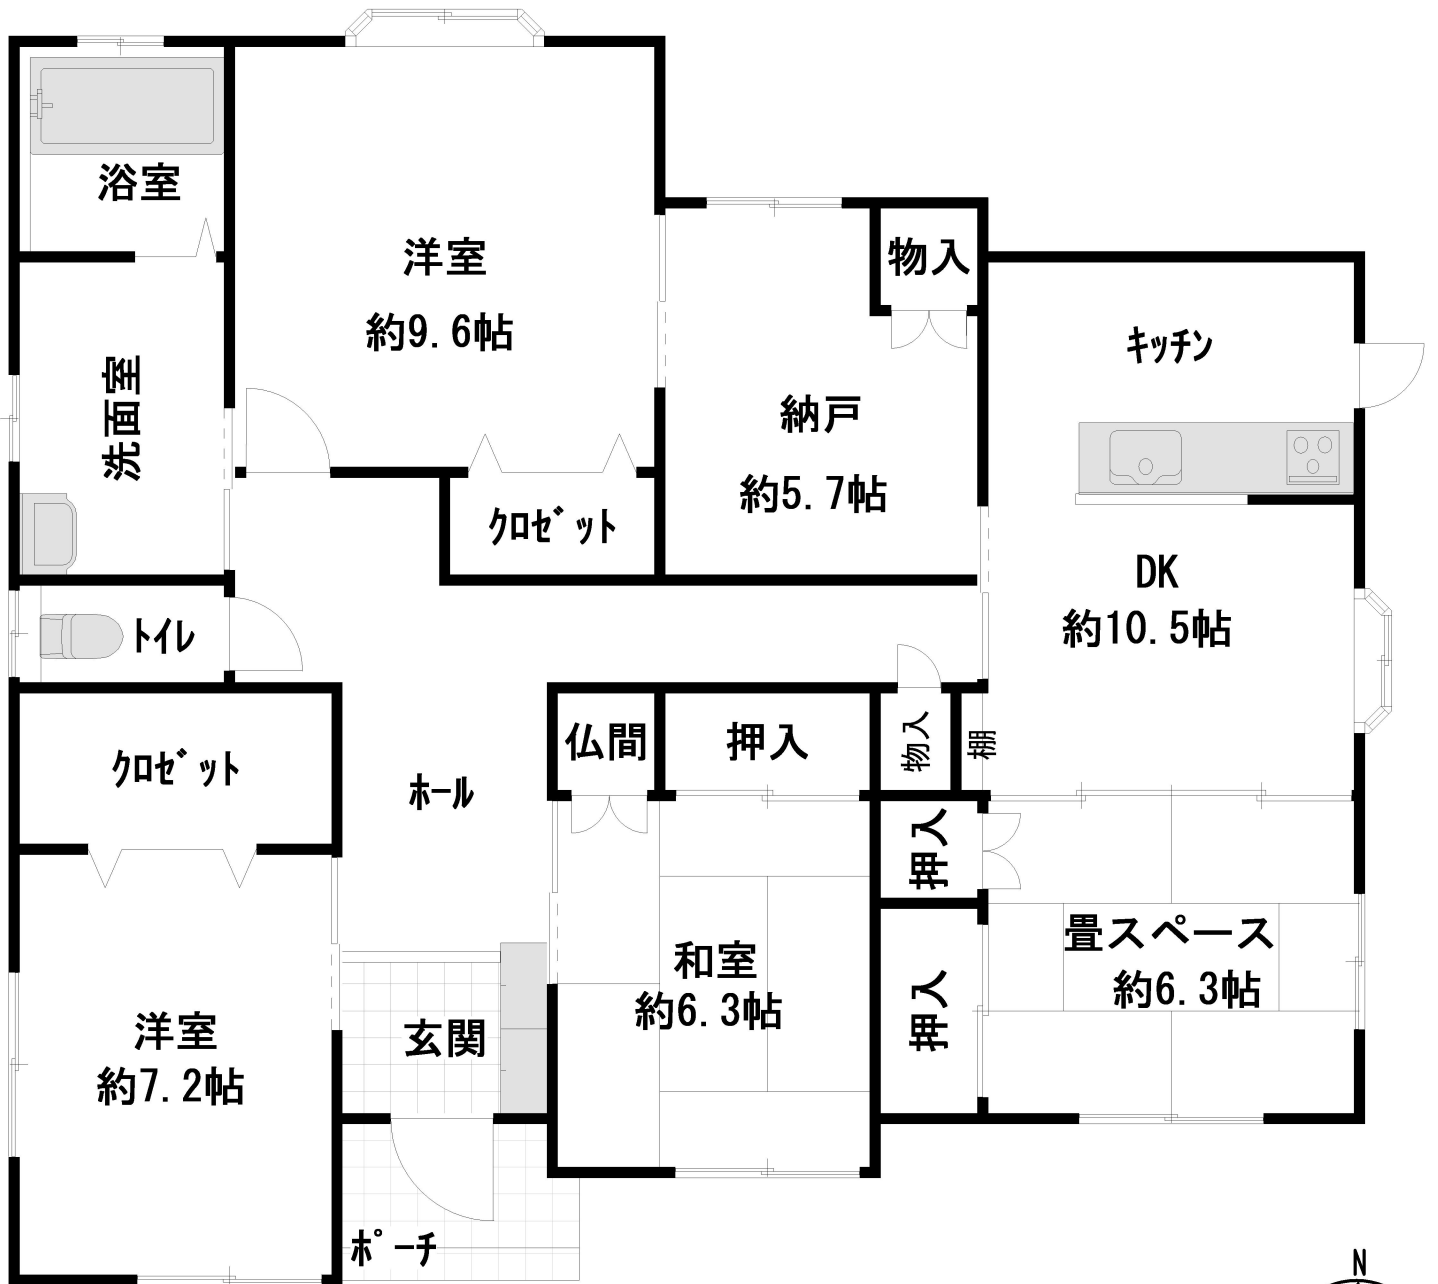 浴室
洋室
約9.6帖
物入
ｷｯﾁﾝ
洗面室
納戸
約5.7帖
ｸﾛｾﾞｯﾄ
DK
約10.5帖
ﾄｲﾚ
ｸﾛｾﾞｯﾄ
ﾎｰﾙ
仏間
押入
物入
棚
押入
和室
約6.3帖
押入
畳スペース
約6.3帖
洋室
約7.2帖
玄関
ﾎﾟｰﾁ
N